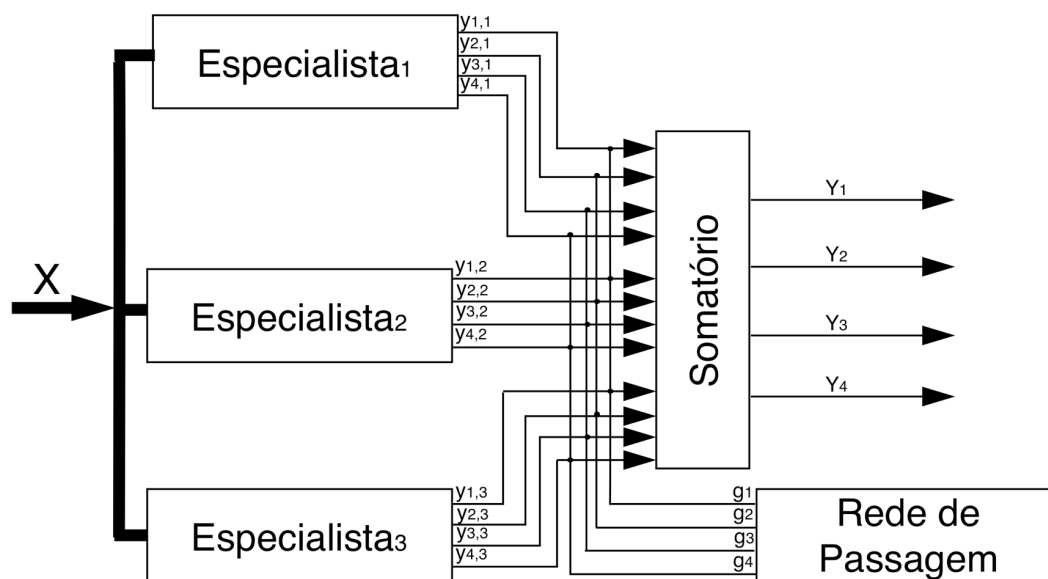 y1,1
y2,1
y3,1
y4,1
Especialista1
X
y1,2
y2,2
y3,2
y4,2
Especialista2
y1,3
y2,3
y3,3
y4,3
Especialista3
Somatório
Y1
Y2
Y3
Y4
g1
g2
g3
g4
Rede de
Passagem